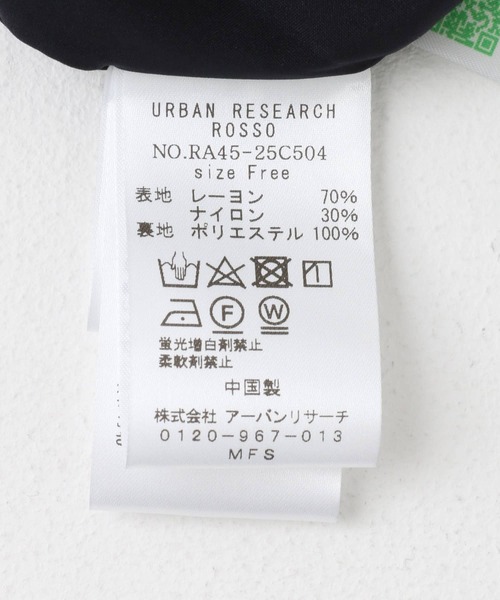 URBAN RESEARCH
ROSSO
NO.RA45-25C504
size Free
表地 レーヨン 70%
ナイロン 30%
裏地 ポリエステル 100%
F W
蛍光増白剤禁止
柔軟剤禁止
中国製
株式会社 アーバンリサーチ
0120-967-013
MFS